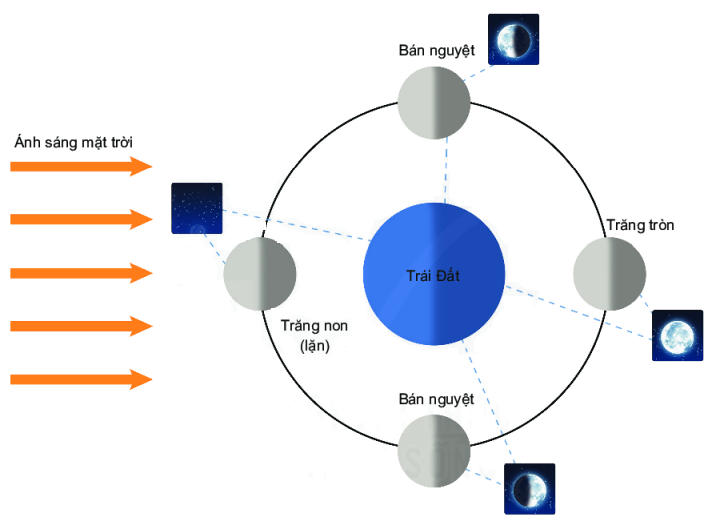 Bán nguyệt
Ánh sáng mặt trời
Trăng tròn
Trái Đất
Trăng non
(lặn)
Bán nguyệt